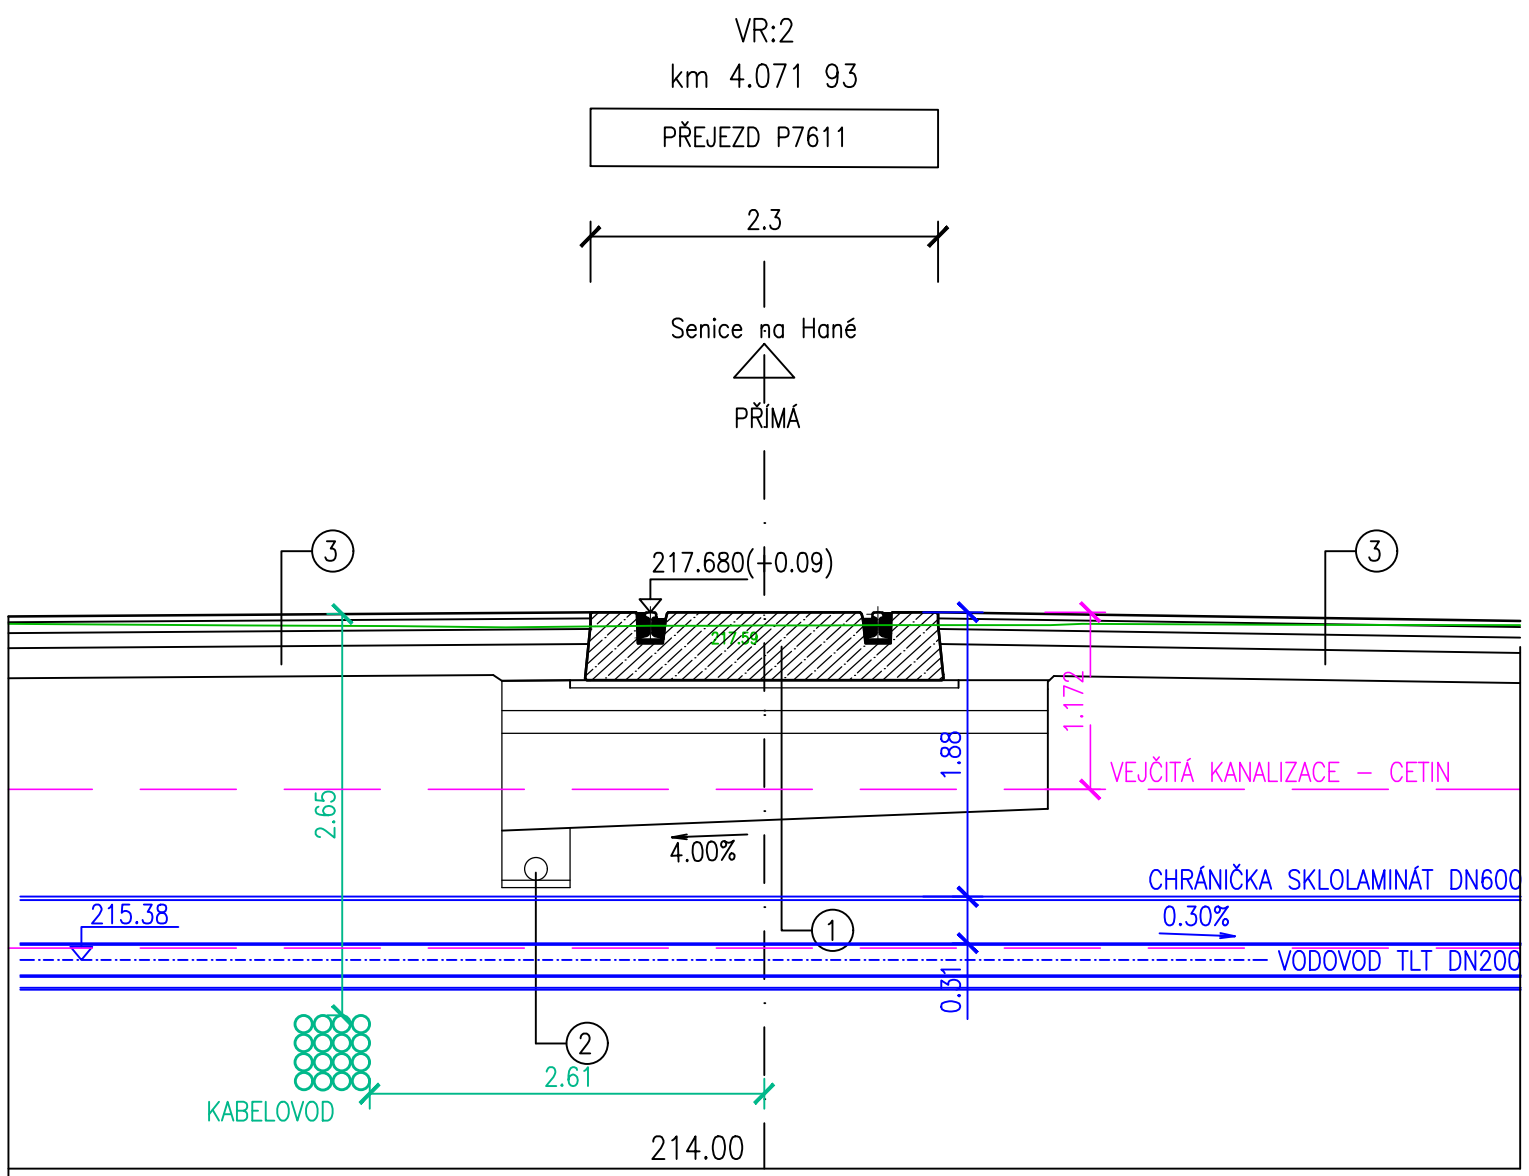 VR:2
km 4.071 93
PŘEJEZD P7611
2.3
Senice na Hané
PŘÍMÁ
3
3
217.680(+0.09)
217.59
1.172
1.88
VEJČITÁ KANALIZACE – CETIN
2.65
4.00%
CHRÁNIČKA SKLOLAMINÁT DN600
215.38
0.30%
1
VODOVOD TLT DN200
0.31
2
2.61
KABELOVOD
214.00